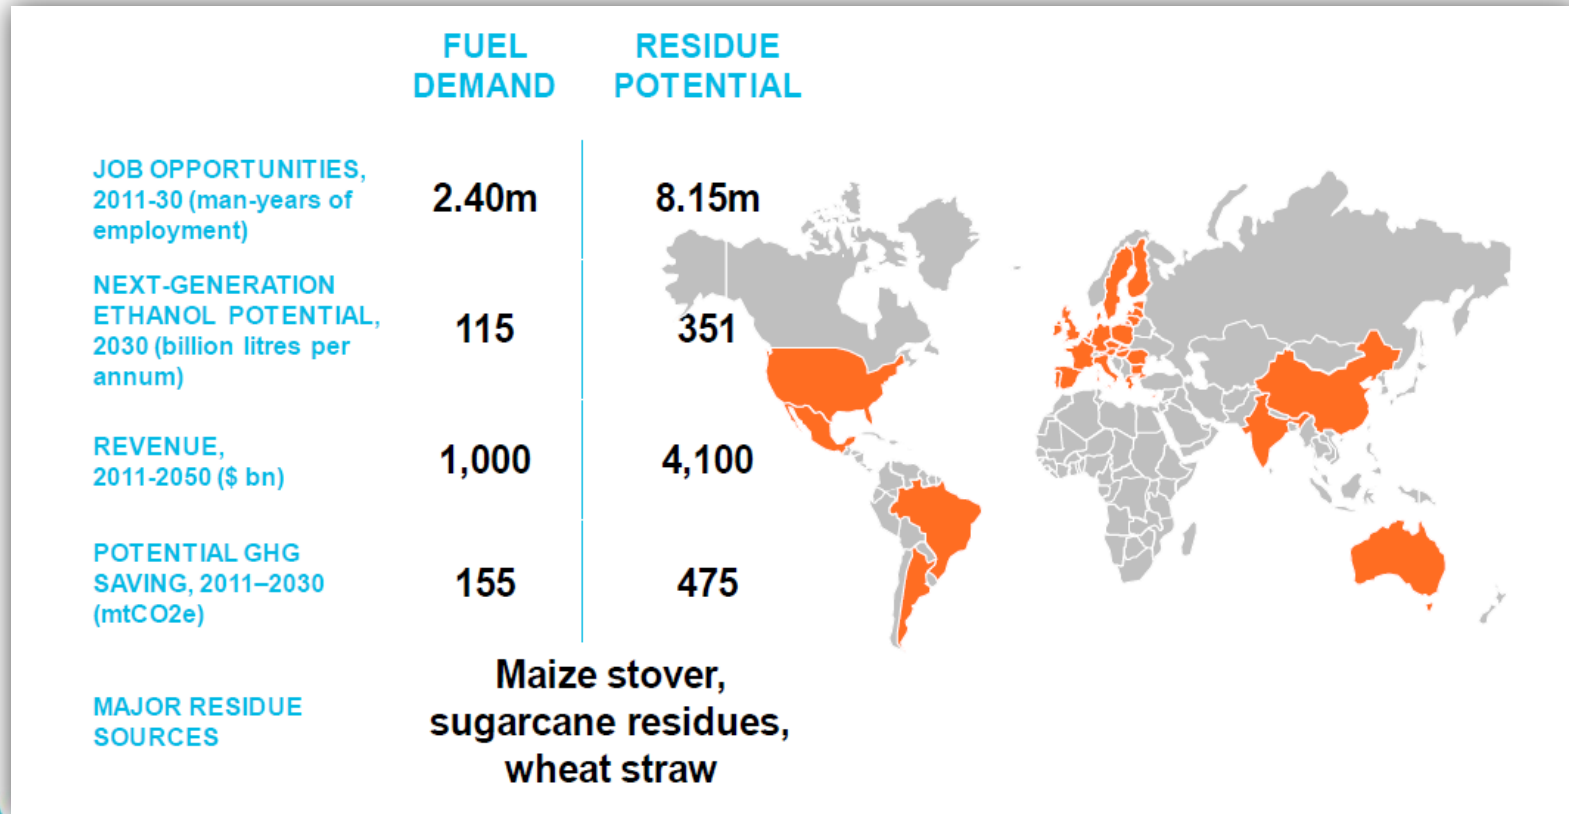 FUEL
DEMAND
RESIDUE
POTENTIAL
JOB OPPORTUNITIES,
2011-30 (man-years of
employment)
2.40m
8.15m
NEXT-GENERATION
ETHANOL POTENTIAL,
2030 (billion litres per
annum)
115
351
REVENUE,
2011-2050 ($ bn)
1,000
4,100
POTENTIAL GHG
SAVING, 2011–2030
(mtCO2e)
155
475
MAJOR RESIDUE
SOURCES
Maize stover,
sugarcane residues,
wheat straw